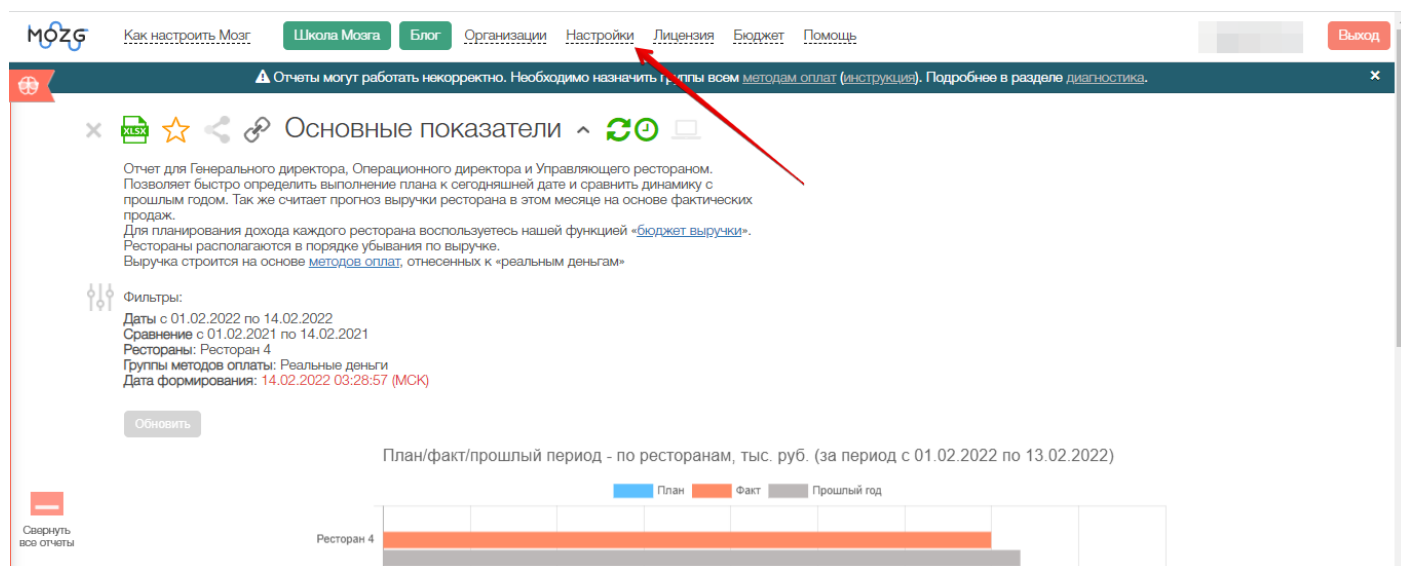 MOZG Как настроить Мозг Школа Мозга Блог Организации Настройки Лицензия Бюджет Помощь Выход
Отчеты могут работать некорректно. Необходимо назначить группы всем методам оплат (инструкция). Подробнее в разделе диагностика. ×
XLSX Основные показатели
Отчет для Генерального директора, Операционного директора и Управляющего рестораном.
Позволяет быстро определить выполнение плана к сегодняшней дате и сравнить динамику с
прошлым годом. Так же считает прогноз выручки ресторана в этом месяце на основе фактических
продаж.
Для планирования дохода каждого ресторана воспользуетесь нашей функцией «бюджет выручки».
Рестораны располагаются в порядке убывания по выручке.
Выручка строится на основе методов оплат, отнесенных к «реальным деньгам»
Фильтры:
Даты с 01.02.2022 по 14.02.2022
Сравнение с 01.02.2021 по 14.02.2021
Рестораны: Ресторан 4
Группы методов оплаты: Реальные деньги
Дата формирования: 14.02.2022 03:28:57 (МСК)
Обновить
План/факт/прошлый период - по ресторанам, тыс. руб. (за период с 01.02.2022 по 13.02.2022)
План Факт Прошлый год
Свернуть
все отчеты
Ресторан 4